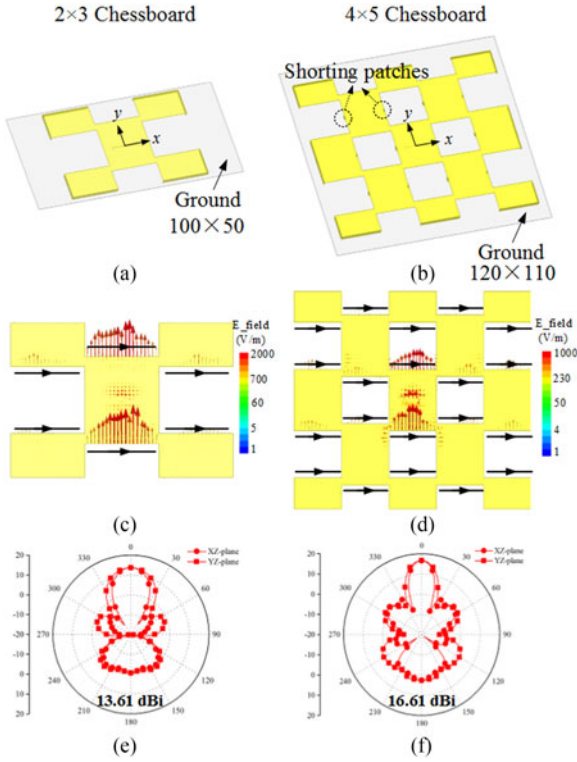 2×3 Chessboard
4×5 Chessboard
Shorting patches
y
x
y
x
Ground
100×50
Ground
120×110
(a)
(b)
E_field
(V/m)
2000
700
60
5
1
E_field
(V/m)
1000
230
50
4
1
(c)
(d)
20
10
0
-10
-20
-10
0
10
20
0
30
60
90
120
150
180
210
240
270
300
330
XZ-plane
YZ-plane
13.61 dBi
20
10
0
-10
-20
-10
0
10
20
0
30
60
90
120
150
180
210
240
270
300
330
XZ-plane
YZ-plane
16.61 dBi
(e)
(f)